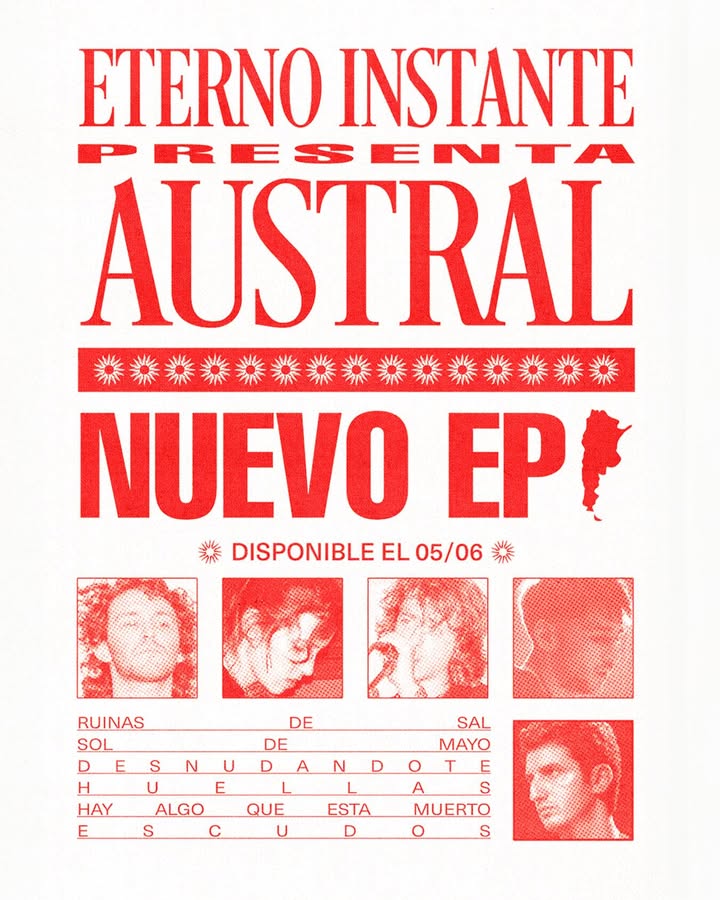 ETERNO INSTANTE
PRESENTA
AUSTRAL
NUEVO EP
DISPONIBLE EL 05/06
RUINAS DE SAL
SOL DE MAYO
DESNUDANDOTE
HUELLAS
HAY ALGO QUE ESTA MUERTO
ESCUDOS